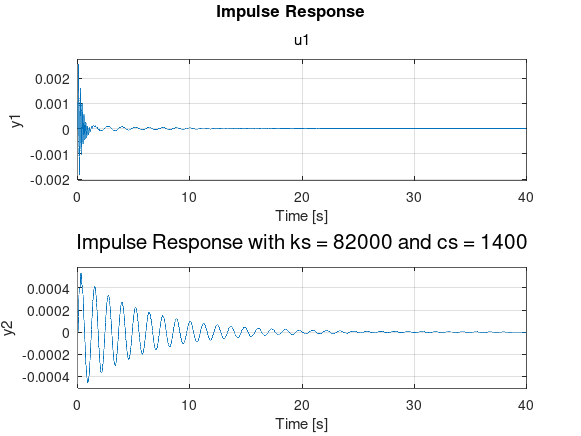 Impulse Response
u1
0.002
0.001
0
-0.001
-0.002
y1
0 10 20 30 40
Time [s]
Impulse Response with ks = 82000 and cs = 1400
0.0004
0.0002
0
-0.0002
-0.0004
y2
0 10 20 30 40
Time [s]